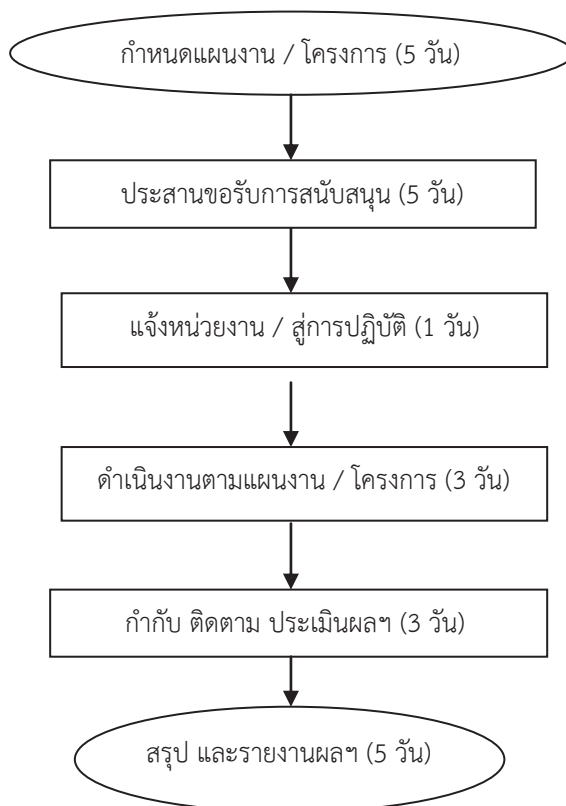 กำหนดแผนงาน / โครงการ (5 วัน)
ประสานขอรับการสนับสนุน (5 วัน)
แจ้งหน่วยงาน / สู่การปฏิบัติ (1 วัน)
ดำเนินงานตามแผนงาน / โครงการ (3 วัน)
กำกับ ติดตาม ประเมินผลฯ (3 วัน)
สรุป และรายงานผลฯ (5 วัน)